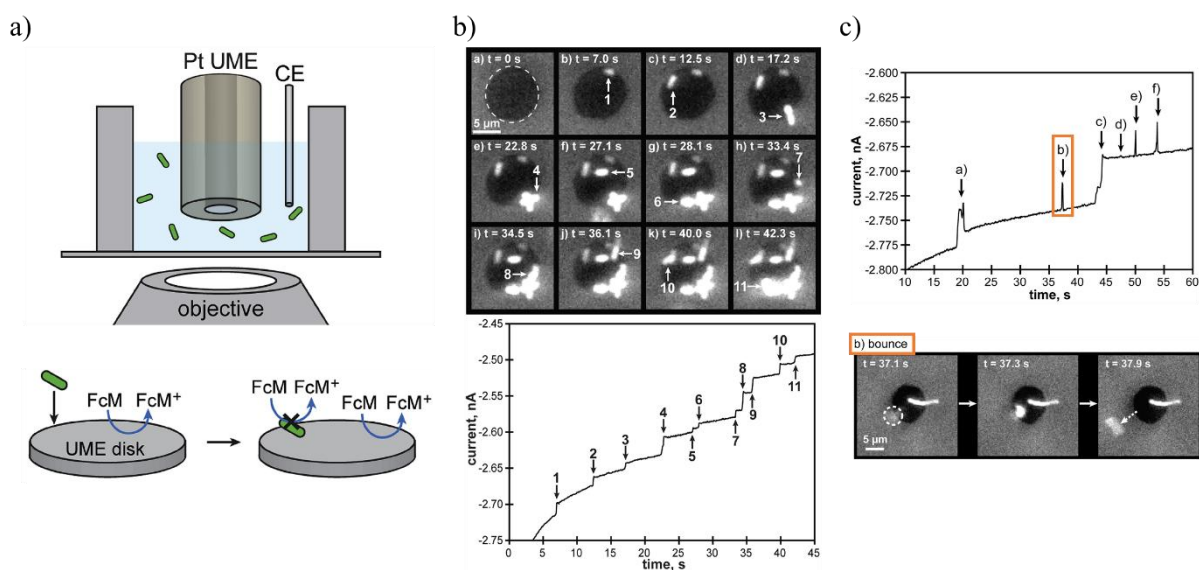 a)
Pt UME
CE
objective
FcM FcM⁺
UME disk
FcM FcM⁺
FcM FcM⁺
b)
a) t = 0 s
5 µm
b) t = 7.0 s
1
c) t = 12.5 s
2
d) t = 17.2 s
3
e) t = 22.8 s
4
f) t = 27.1 s
5
g) t = 28.1 s
6
h) t = 33.4 s
7
i) t = 34.5 s
8
j) t = 36.1 s
9
k) t = 40.0 s
10
l) t = 42.3 s
11
current, nA
-2.45
-2.50
-2.55
-2.60
-2.65
-2.70
-2.75
1
2
3
4
5
6
7
8
9
10
11
0 5 10 15 20 25 30 35 40 45
time, s
c)
current, nA
-2.600
-2.625
-2.650
-2.675
-2.700
-2.725
-2.750
-2.775
-2.800
a)
b)
c)
d)
e)
f)
10 15 20 25 30 35 40 45 50 55 60
time, s
b) bounce
t = 37.1 s
5 µm
t = 37.3 s
t = 37.9 s